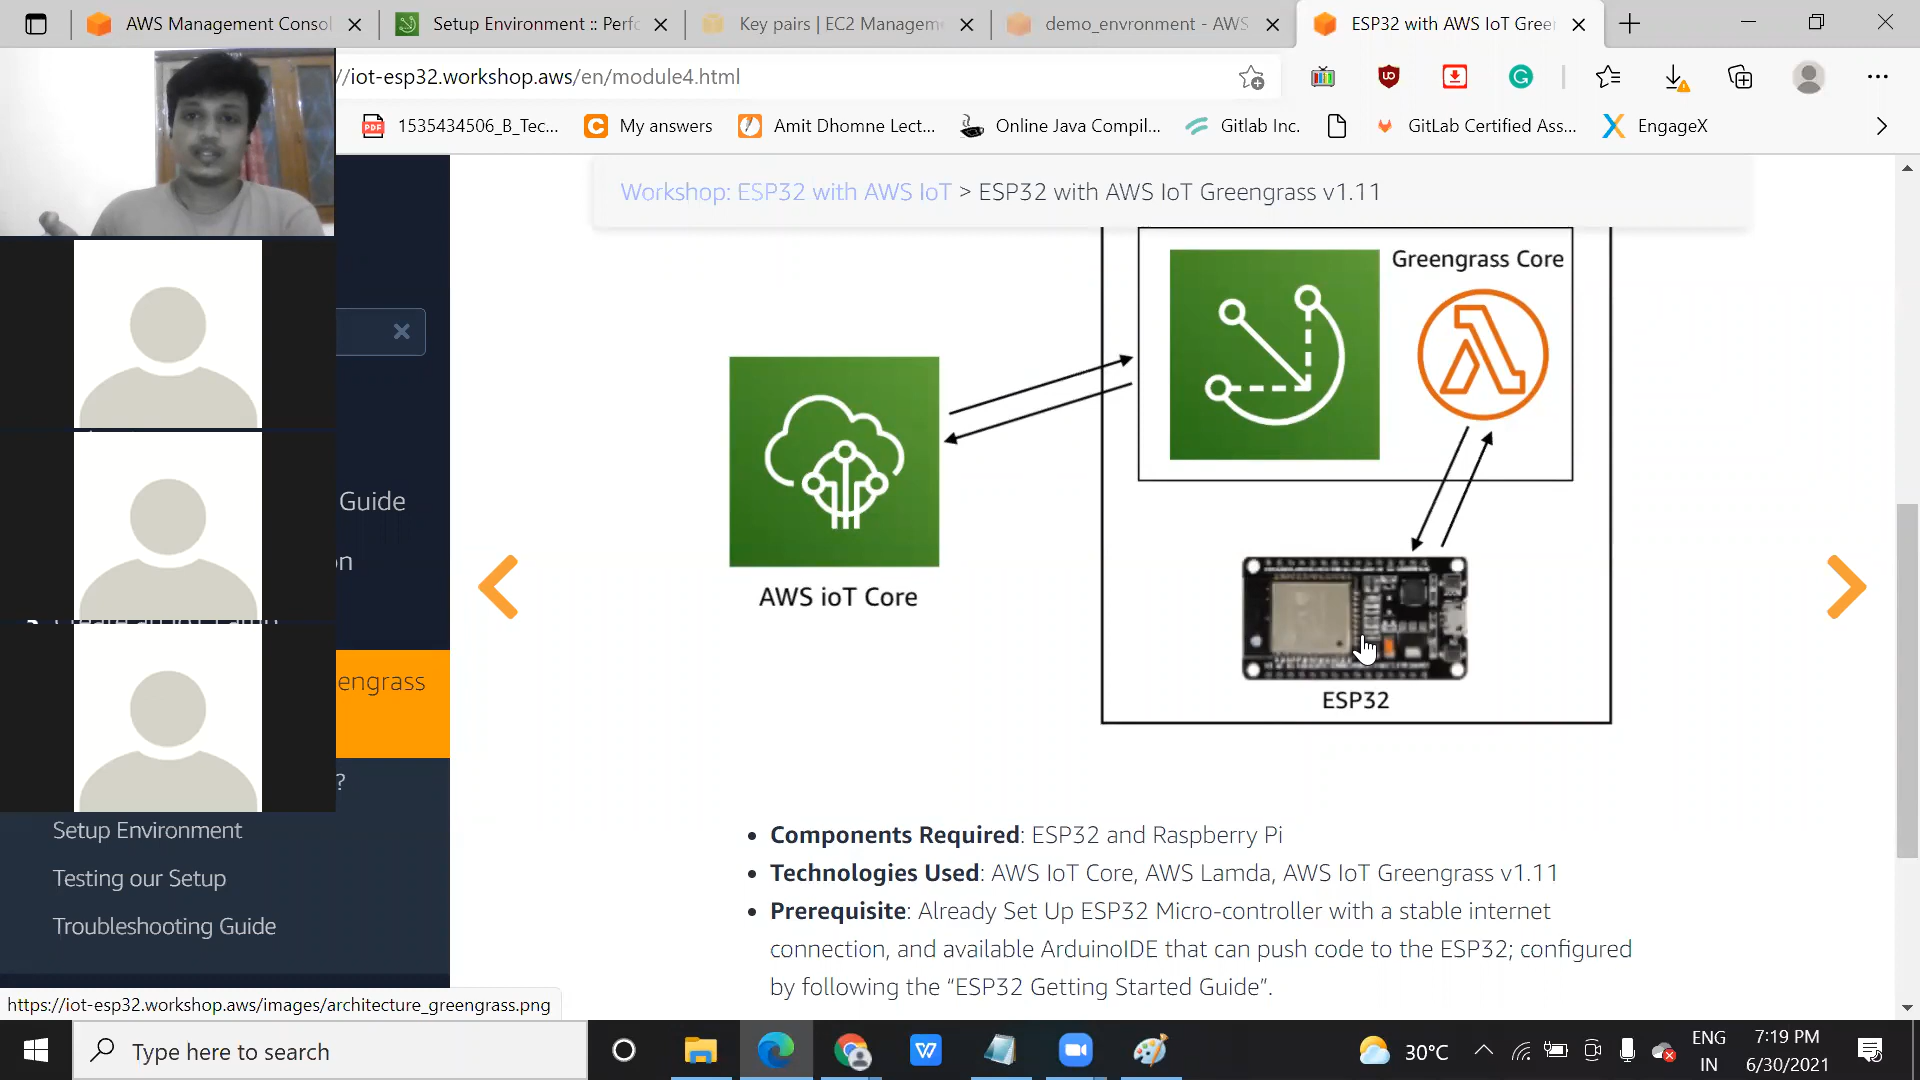 AWS Management Consol
Setup Environment :: Perfo
Key pairs | EC2 Managem
demo_envronment - AWS
ESP32 with AWS IoT Green
//iot-esp32.workshop.aws/en/module4.html
1535434506_B_Tec...
My answers
Amit Dhomne Lect...
Online Java Compil...
Gitlab Inc.
GitLab Certified Ass...
EngageX
Workshop: ESP32 with AWS IoT > ESP32 with AWS IoT Greengrass v1.11
Greengrass Core
AWS ioT Core
ESP32
Guide
on
engrass
?
Setup Environment
Testing our Setup
Troubleshooting Guide
• Components Required: ESP32 and Raspberry Pi
• Technologies Used: AWS IoT Core, AWS Lamda, AWS IoT Greengrass v1.11
• Prerequisite: Already Set Up ESP32 Micro-controller with a stable internet
connection, and available ArduinoIDE that can push code to the ESP32; configured
by following the “ESP32 Getting Started Guide”.
https://iot-esp32.workshop.aws/images/architecture_greengrass.png
Type here to search
30°C
ENG
IN
7:19 PM
6/30/2021